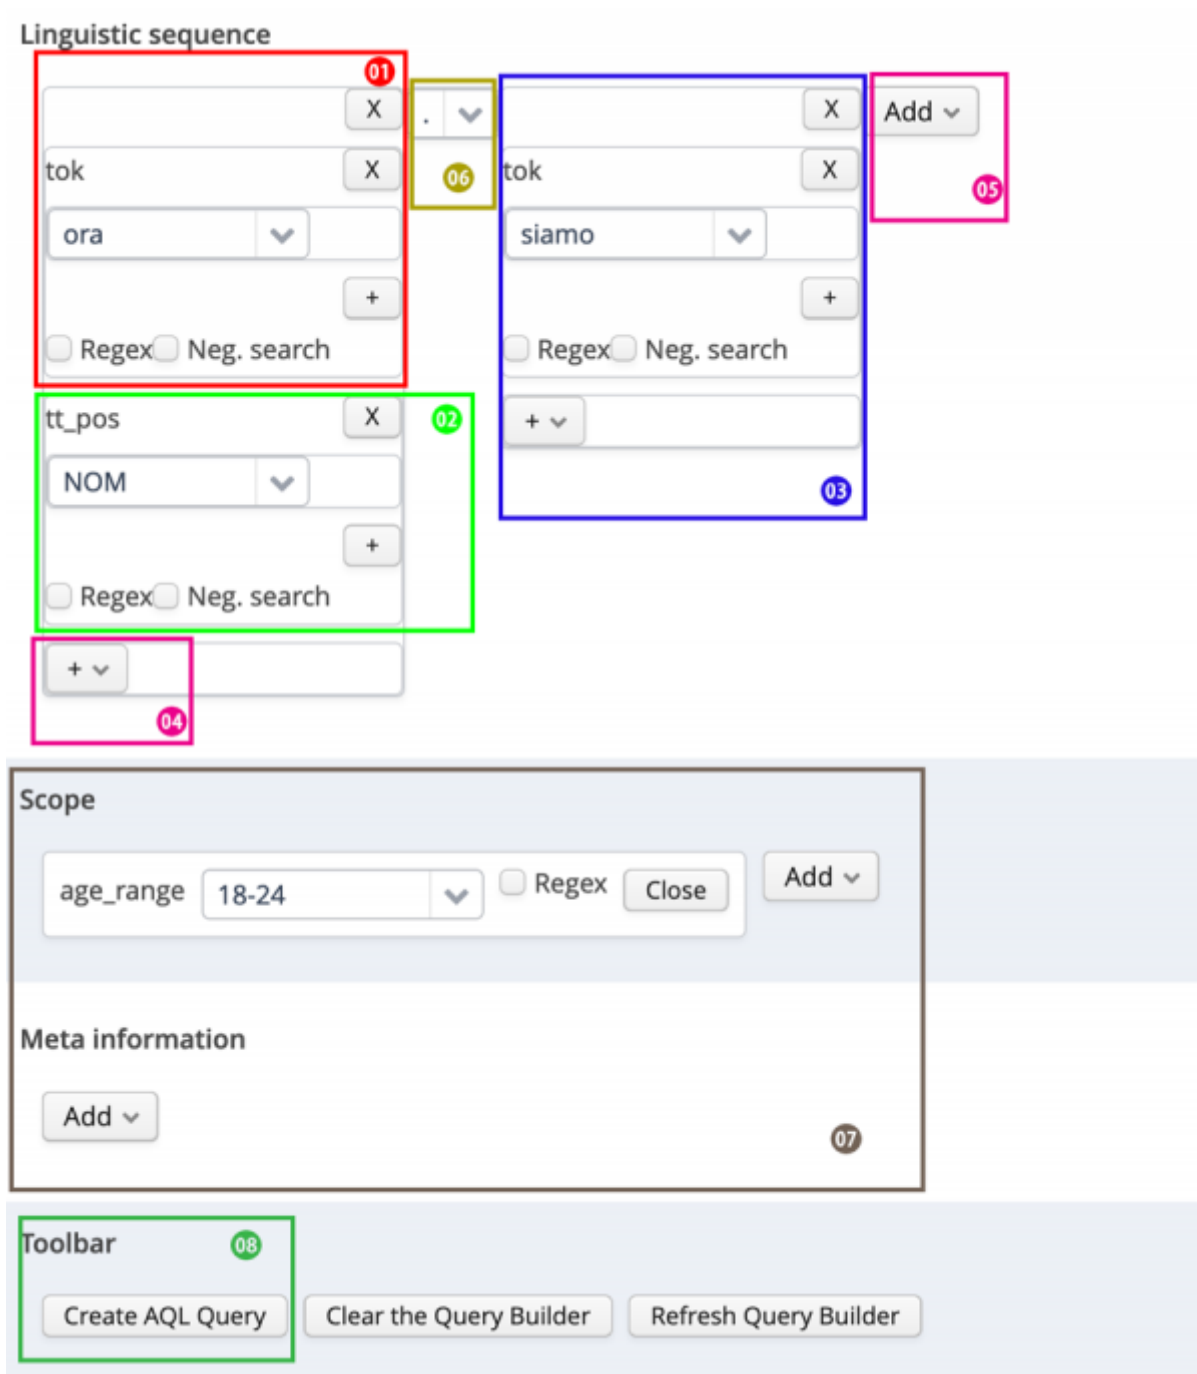 Linguistic sequence
01
X . X Add
tok X 06 tok X 05
ora siamo
+ +
Regex Neg. search Regex Neg. search
tt_pos X 02 +
NOM 03
+
Regex Neg. search
+
04
Scope
age_range 18-24 Regex Close Add
Meta information
Add
07
Toolbar 08
Create AQL Query Clear the Query Builder Refresh Query Builder